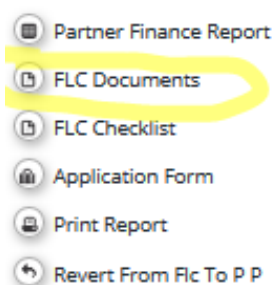 Partner Finance Report
FLC Documents
FLC Checklist
Application Form
Print Report
Revert From Flc To P P